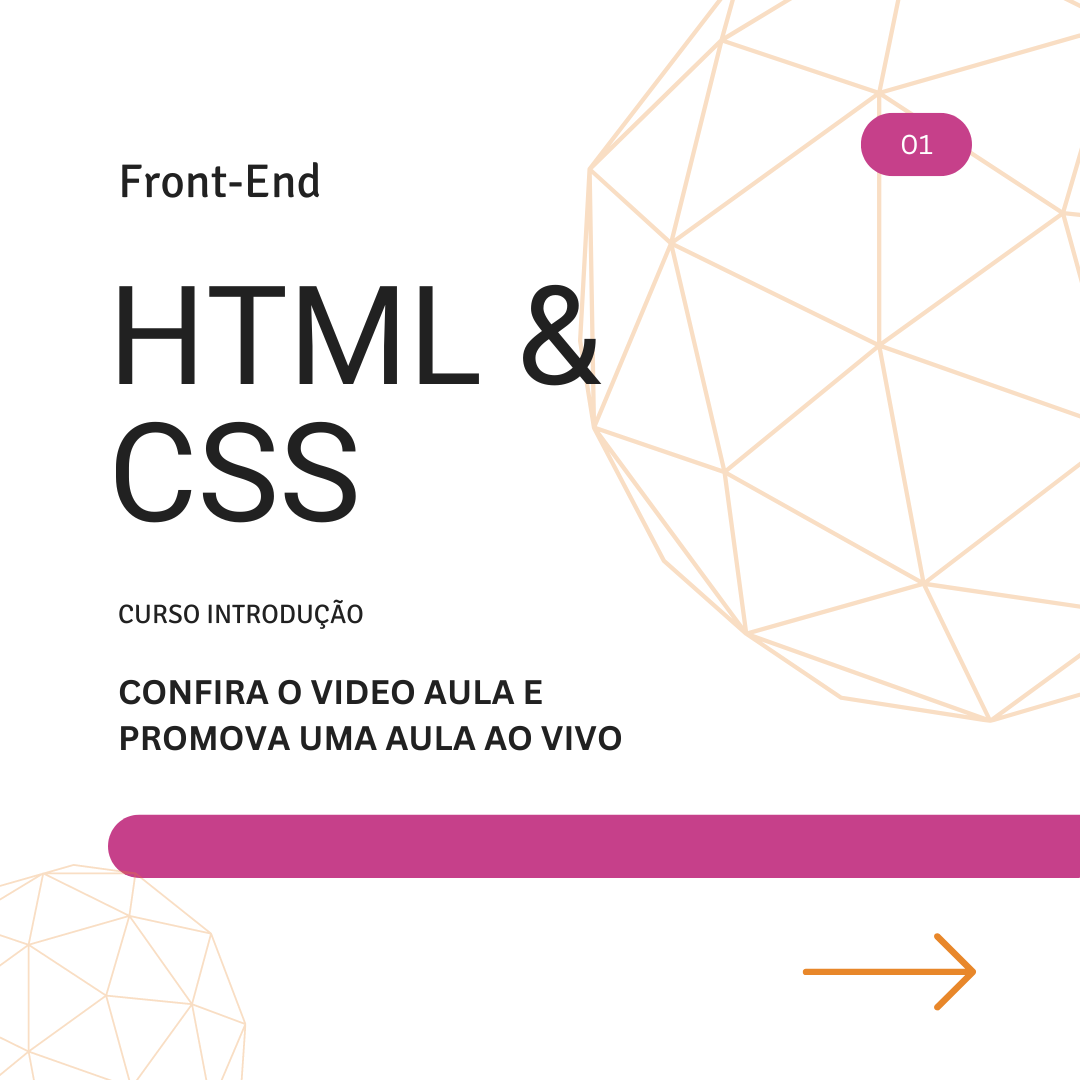 01
Front-End
HTML &
CSS
CURSO INTRODUÇÃO
CONFIRA O VIDEO AULA E
PROMOVA UMA AULA AO VIVO